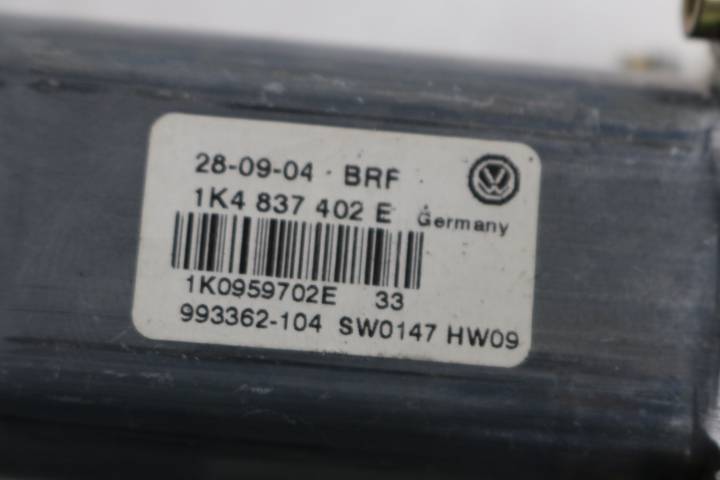 28-09-04 · BRF
1K4 837 402 E Germany
1K0959702E 33
993362-104 SW0147 HW09